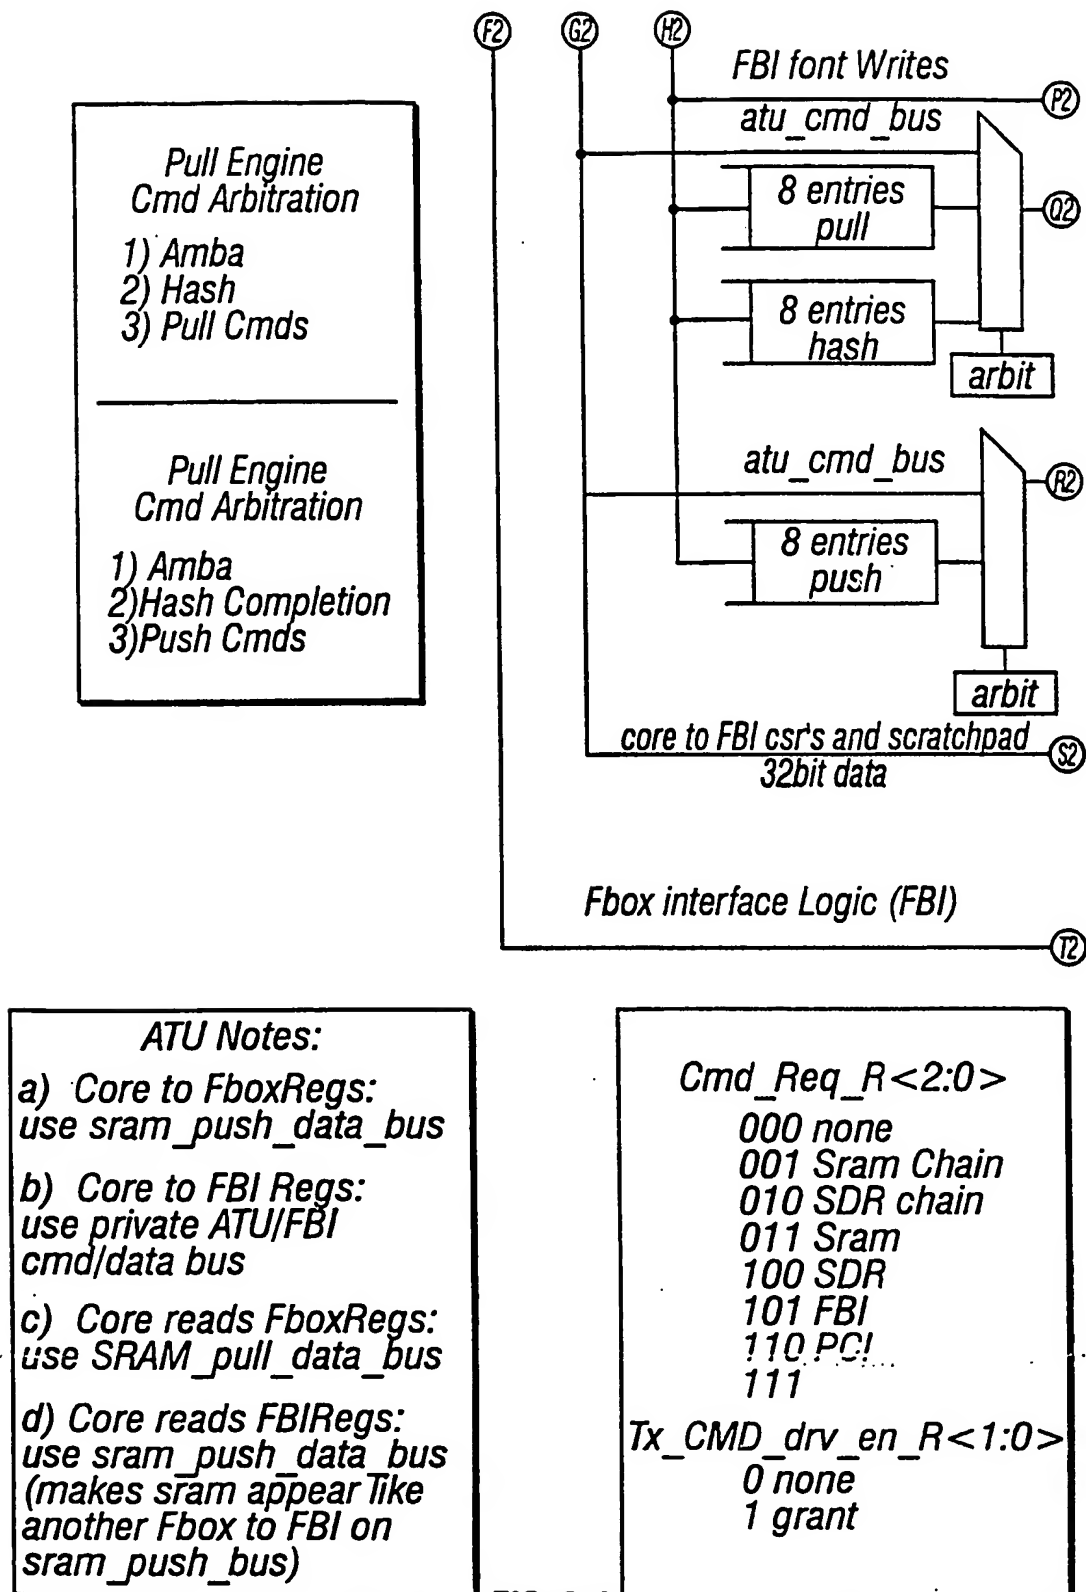 F2 G2 H2
FBI font Writes
P2
atu_cmd_bus
8 entries
pull
Q2
8 entries
hash
arbit
Pull Engine
Cmd Arbitration
1) Amba
2) Hash
3) Pull Cmds
Pull Engine
Cmd Arbitration
1) Amba
2)Hash Completion
3)Push Cmds
atu_cmd_bus
R2
8 entries
push
arbit
core to FBI csr's and scratchpad
32bit data
S2
Fbox interface Logic (FBI)
T2
ATU Notes:
a) Core to FboxRegs:
use sram_push_data_bus
b) Core to FBI Regs:
use private ATU/FBI
cmd/data bus
c) Core reads FboxRegs:
use SRAM_pull_data_bus
d) Core reads FBIRegs:
use sram_push_data_bus
(makes sram appear like
another Fbox to FBI on
sram_push_bus)
Cmd_Req_R<2:0>
000 none
001 Sram Chain
010 SDR chain
011 Sram
100 SDR
101 FBI
110 PCI
111
Tx_CMD_drv_en_R<1:0>
0 none
1 grant